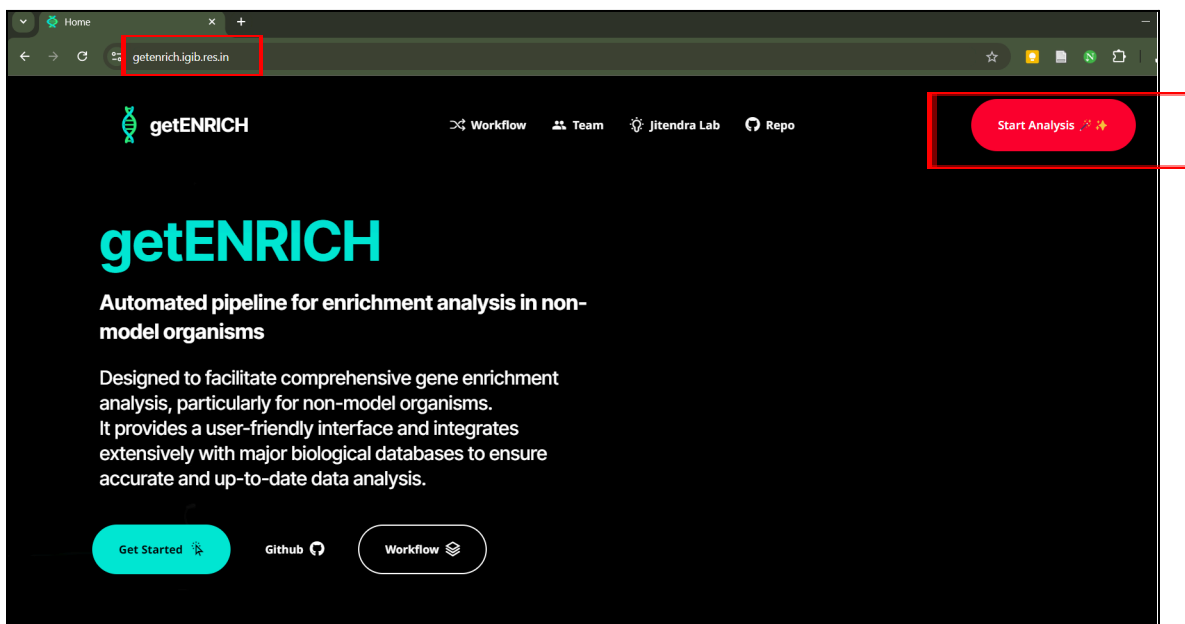 Home
getenrich.igib.res.in
getENRICH
Workflow
Team
Jitendra Lab
Repo
Start Analysis
getENRICH
Automated pipeline for enrichment analysis in non-
model organisms
Designed to facilitate comprehensive gene enrichment
analysis, particularly for non-model organisms.
It provides a user-friendly interface and integrates
extensively with major biological databases to ensure
accurate and up-to-date data analysis.
Get Started
Github
Workflow